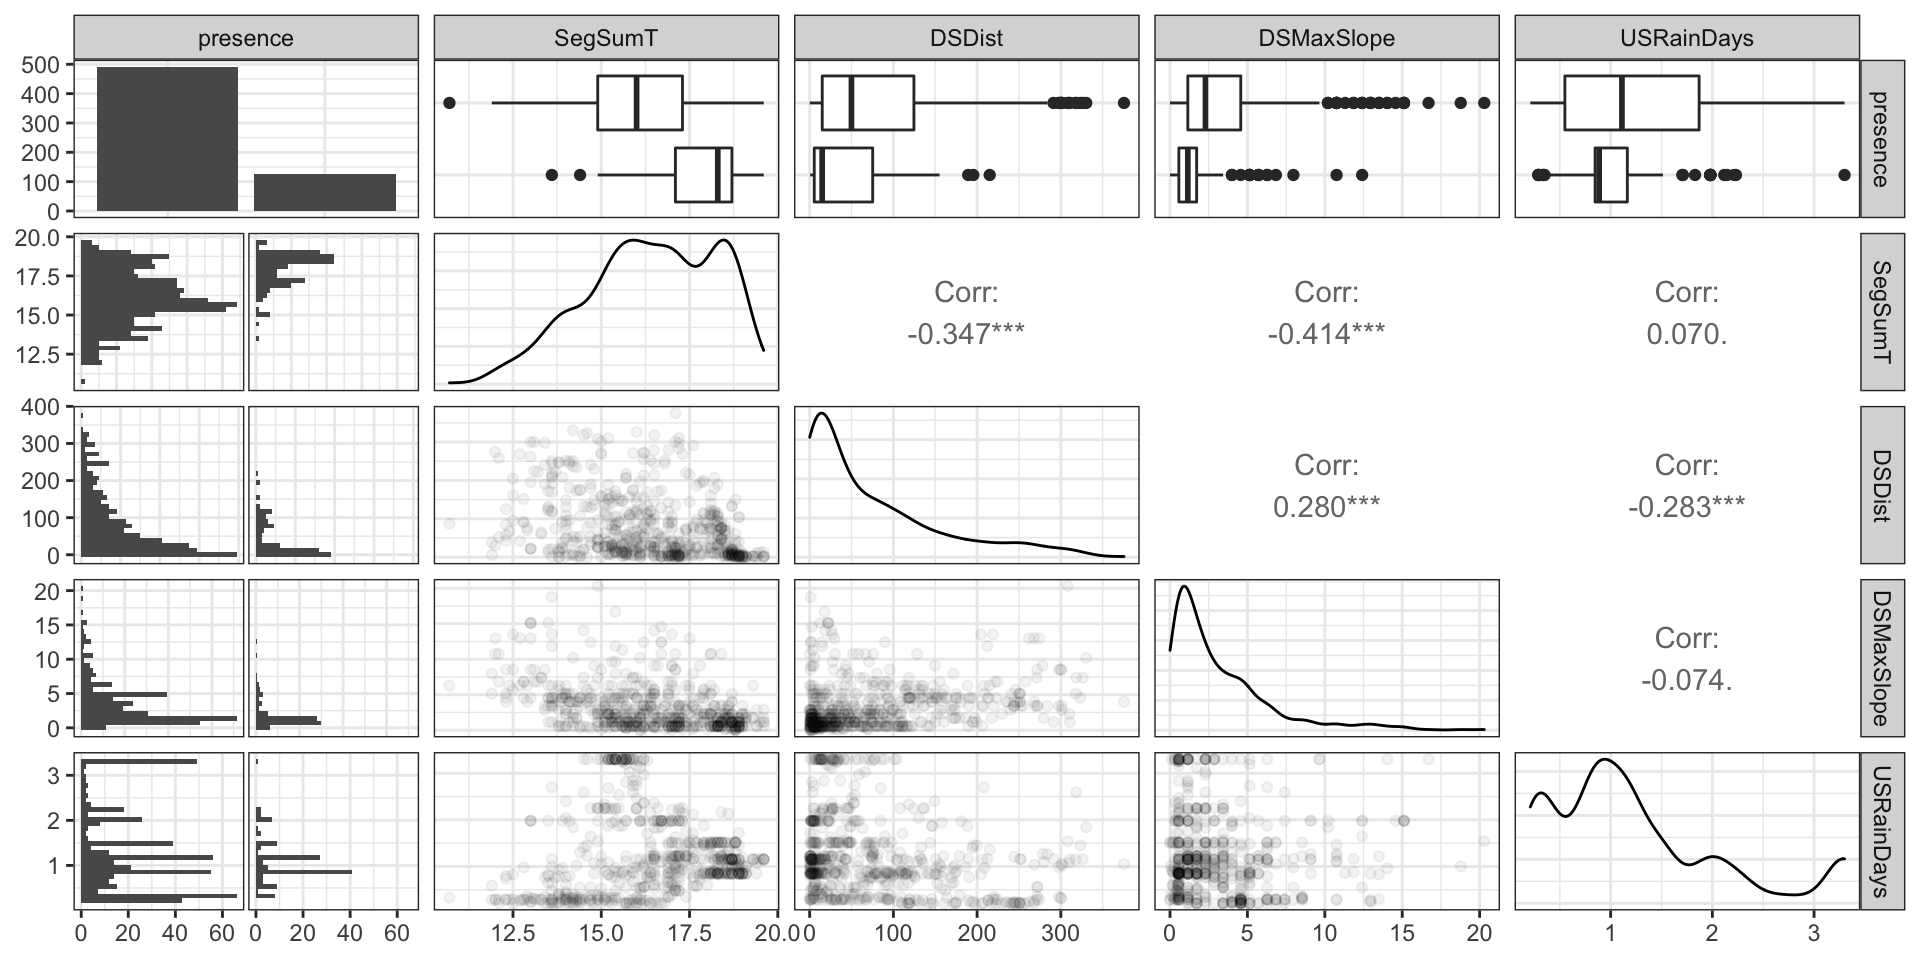 presence SegSumT DSDist DSMaxSlope USRainDays
500
400
300
200
100
0
presence
20.0
17.5
15.0
12.5
Corr:
-0.347***
Corr:
-0.414***
Corr:
0.070.
SegSumT
400
300
200
100
0
Corr:
0.280***
Corr:
-0.283***
DSDist
20
15
10
5
0
Corr:
-0.074.
DSMaxSlope
3
2
1
USRainDays
0 20 40 60 0 20 40 60 12.5 15.0 17.5 20.0 0 100 200 300 0 5 10 15 20 1 2 3